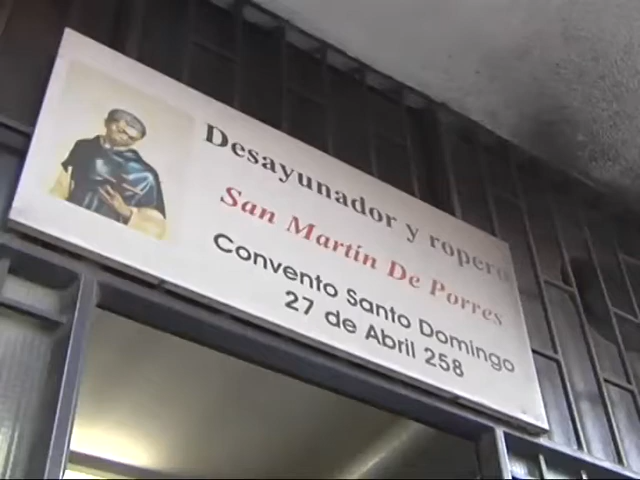 Desayunador y ropero
San Martín De Porres
Convento Santo Domingo
27 de Abril 258